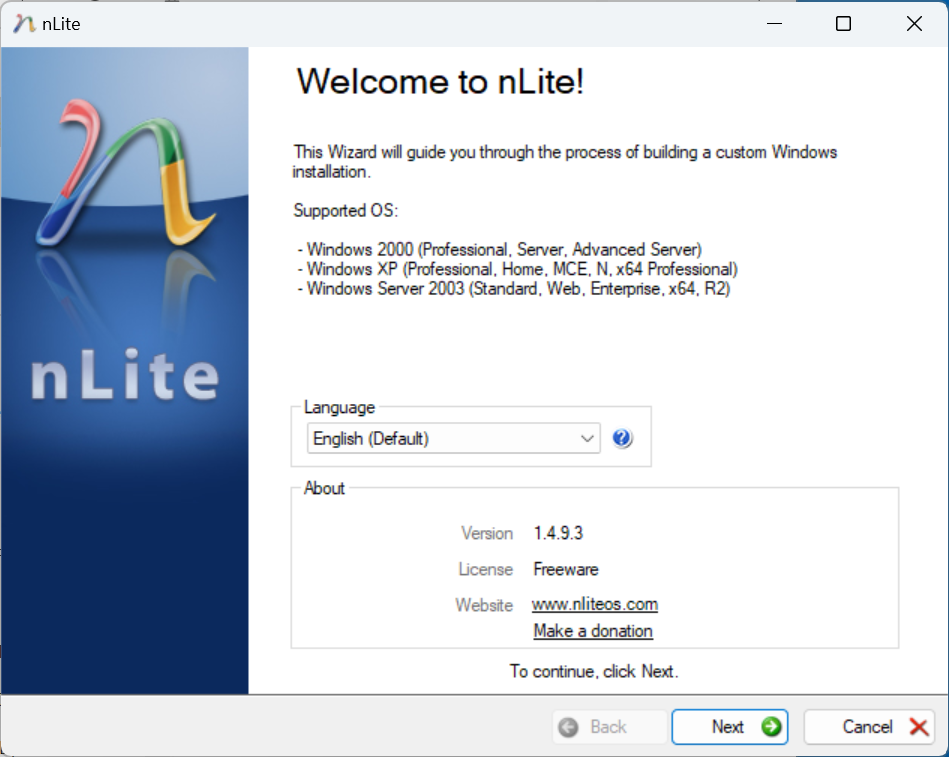 nLite
Welcome to nLite!
This Wizard will guide you through the process of building a custom Windows
installation.
Supported OS:
- Windows 2000 (Professional, Server, Advanced Server)
- Windows XP (Professional, Home, MCE, N, x64 Professional)
- Windows Server 2003 (Standard, Web, Enterprise, x64, R2)
nLite
Language
English (Default)
?
About
Version 1.4.9.3
License Freeware
Website www.nliteos.com
Make a donation
To continue, click Next.
Back Next Cancel